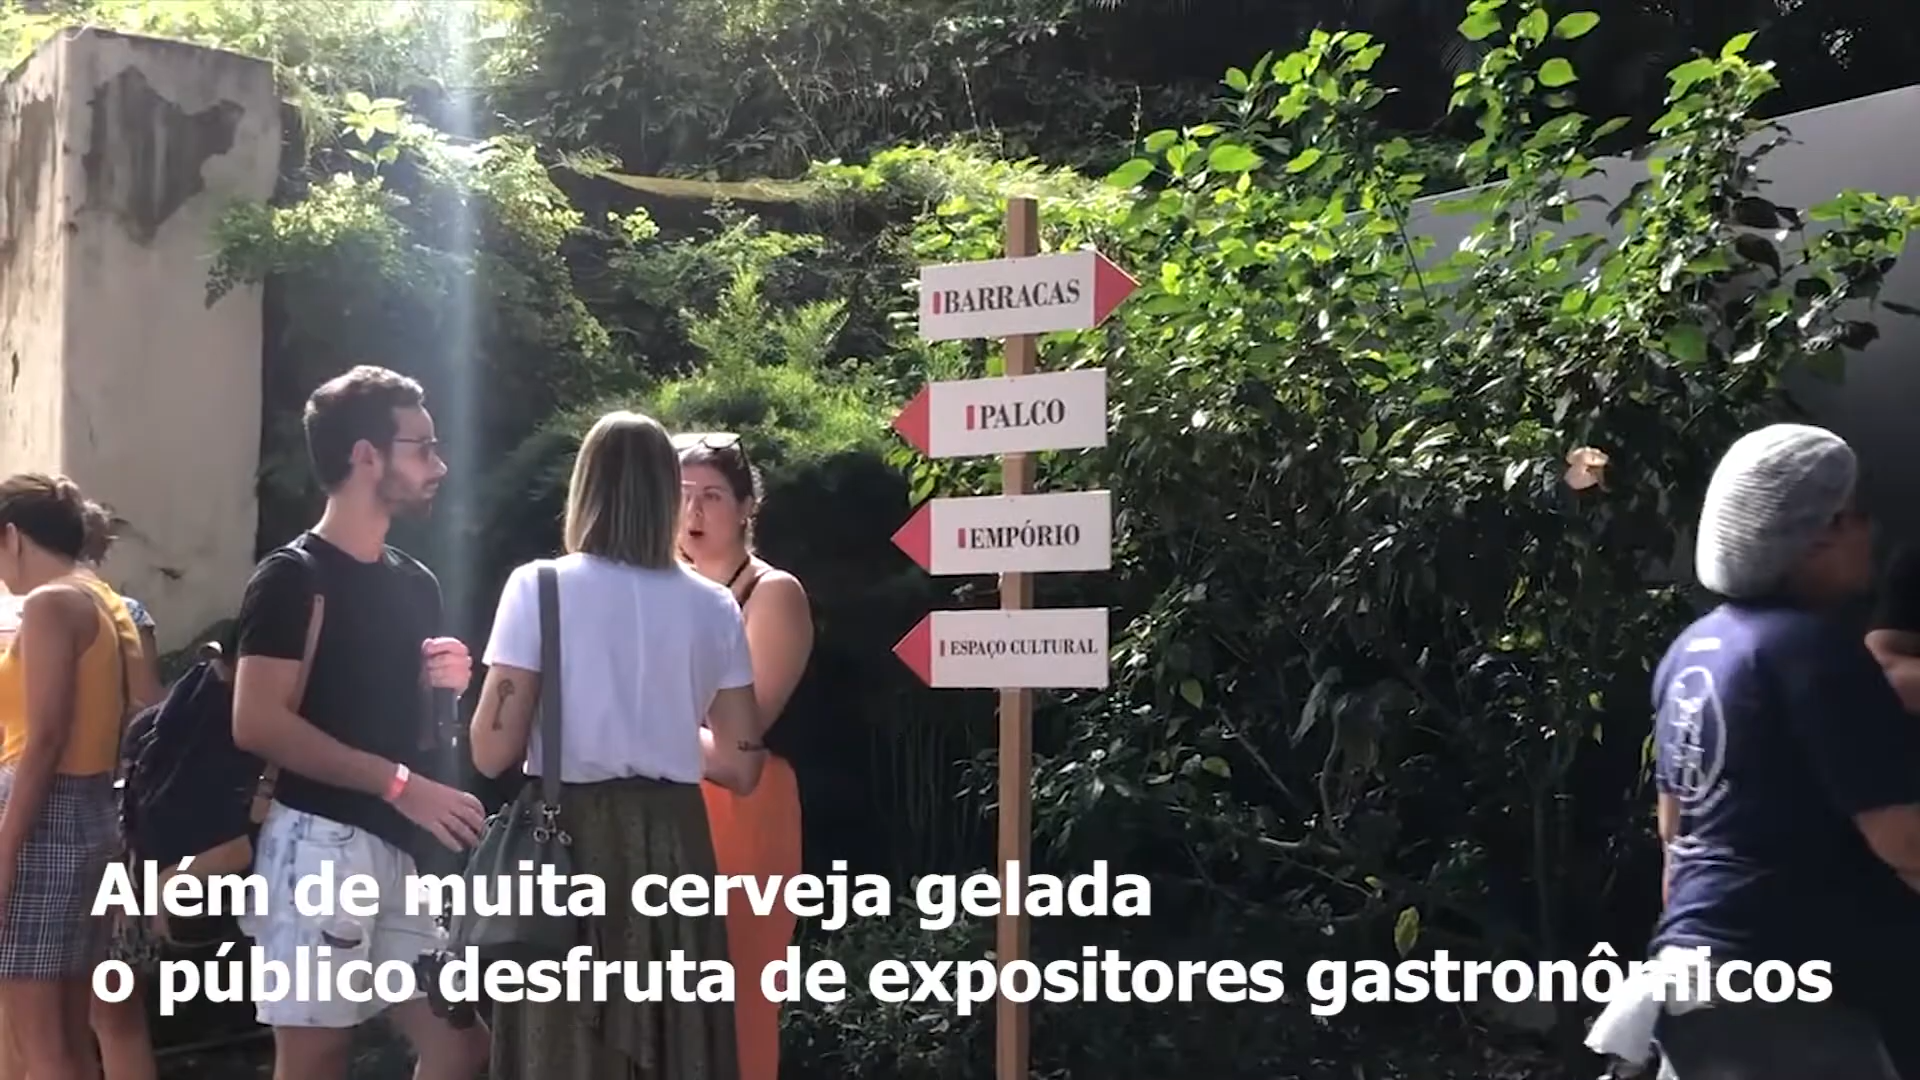 BARRACAS
PALCO
EMPÓRIO
ESPAÇO CULTURAL
Além de muita cerveja gelada
o público desfruta de expositores gastronômicos